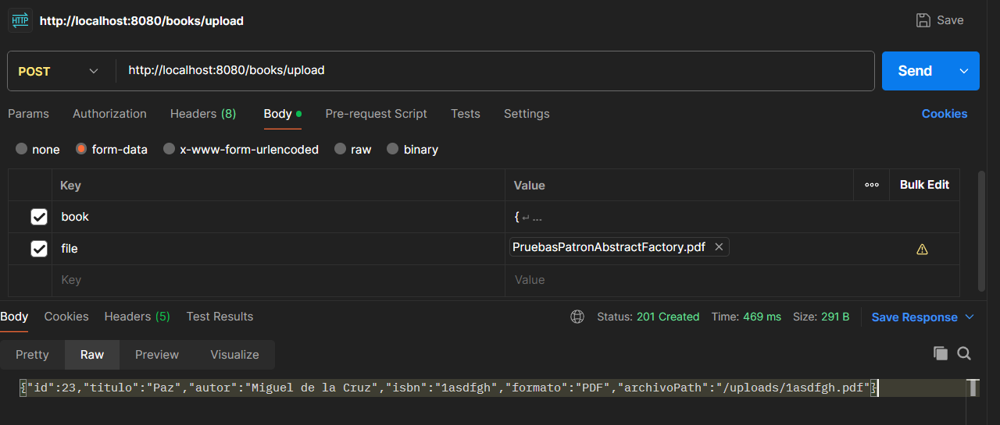 HTTP http://localhost:8080/books/upload Save
POST http://localhost:8080/books/upload Send
Params Authorization Headers (8) Body Pre-request Script Tests Settings Cookies
none form-data x-www-form-urlencoded raw binary
Key Value Bulk Edit
book { ↵ ...
file PruebasPatronAbstractFactory.pdf
Key Value
Body Cookies Headers (5) Test Results Status: 201 Created Time: 469 ms Size: 291 B Save Response
Pretty Raw Preview Visualize
{"id":23,"titulo":"Paz","autor":"Miguel de la Cruz","isbn":"1asdfgh","formato":"PDF","archivoPath":"/uploads/1asdfgh.pdf"}